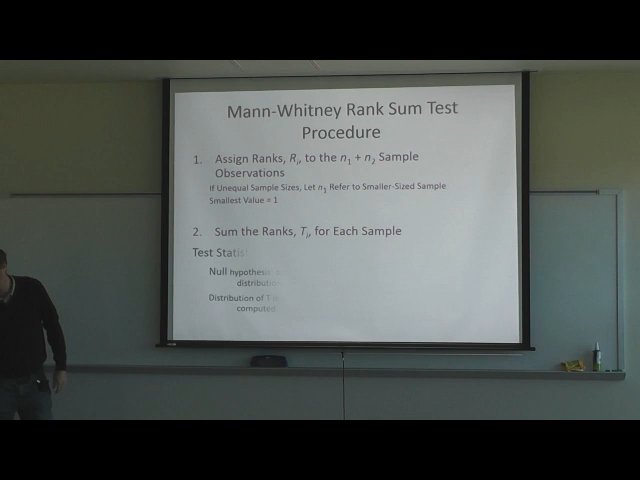 Mann-Whitney Rank Sum Test
Procedure
1. Assign Ranks, Ri, to the n1 + n2 Sample
Observations
If Unequal Sample Sizes, Let n1 Refer to Smaller-Sized Sample
Smallest Value = 1
2. Sum the Ranks, Ti, for Each Sample
Test Statis
Null hypothesis
distribution
Distribution of T
computed